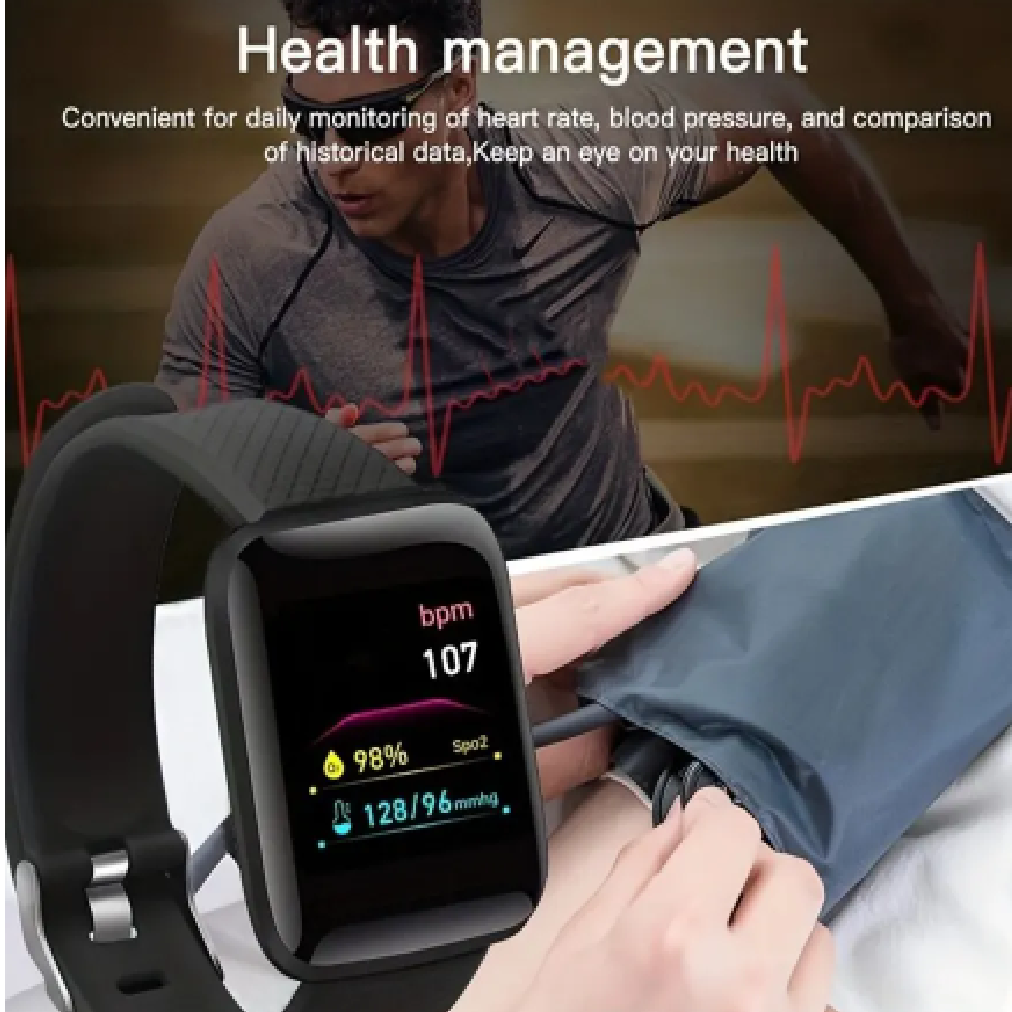 Health management
Convenient for daily monitoring of heart rate, blood pressure, and comparison
of historical data,Keep an eye on your health
bpm
107
98% Spo2
128/96mmhg